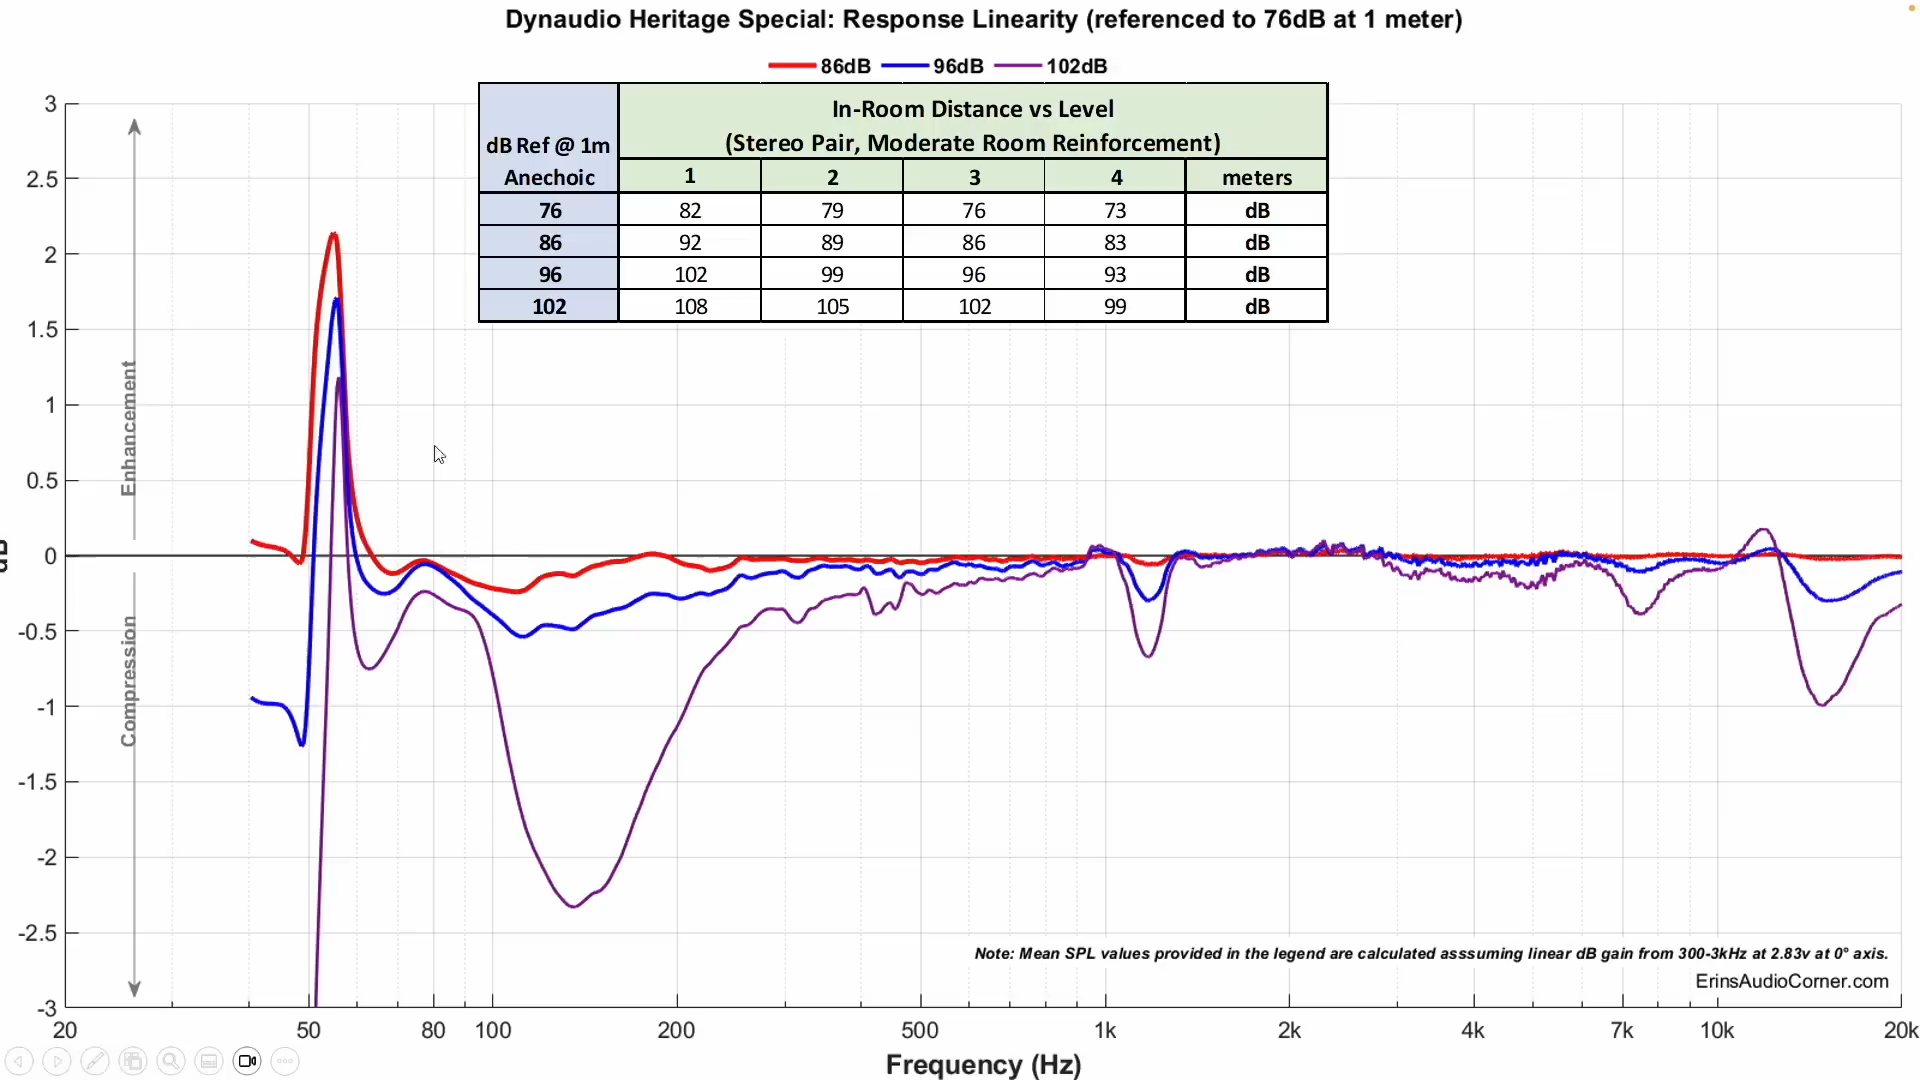 Dynaudio Heritage Special: Response Linearity (referenced to 76dB at 1 meter)
86dB 96dB 102dB
dB Ref @ 1m
Anechoic
In-Room Distance vs Level
(Stereo Pair, Moderate Room Reinforcement)
1 2 3 4 meters
76 82 79 76 73 dB
86 92 89 86 83 dB
96 102 99 96 93 dB
102 108 105 102 99 dB
3
2.5
2
1.5
1
0.5
0
-0.5
-1
-1.5
-2
-2.5
-3
Enhancement
Compression
dB
Note: Mean SPL values provided in the legend are calculated asssuming linear dB gain from 300-3kHz at 2.83v at 0° axis.
ErinsAudioCorner.com
20 50 80 100 200 500 1k 2k 4k 7k 10k 20k
Frequency (Hz)